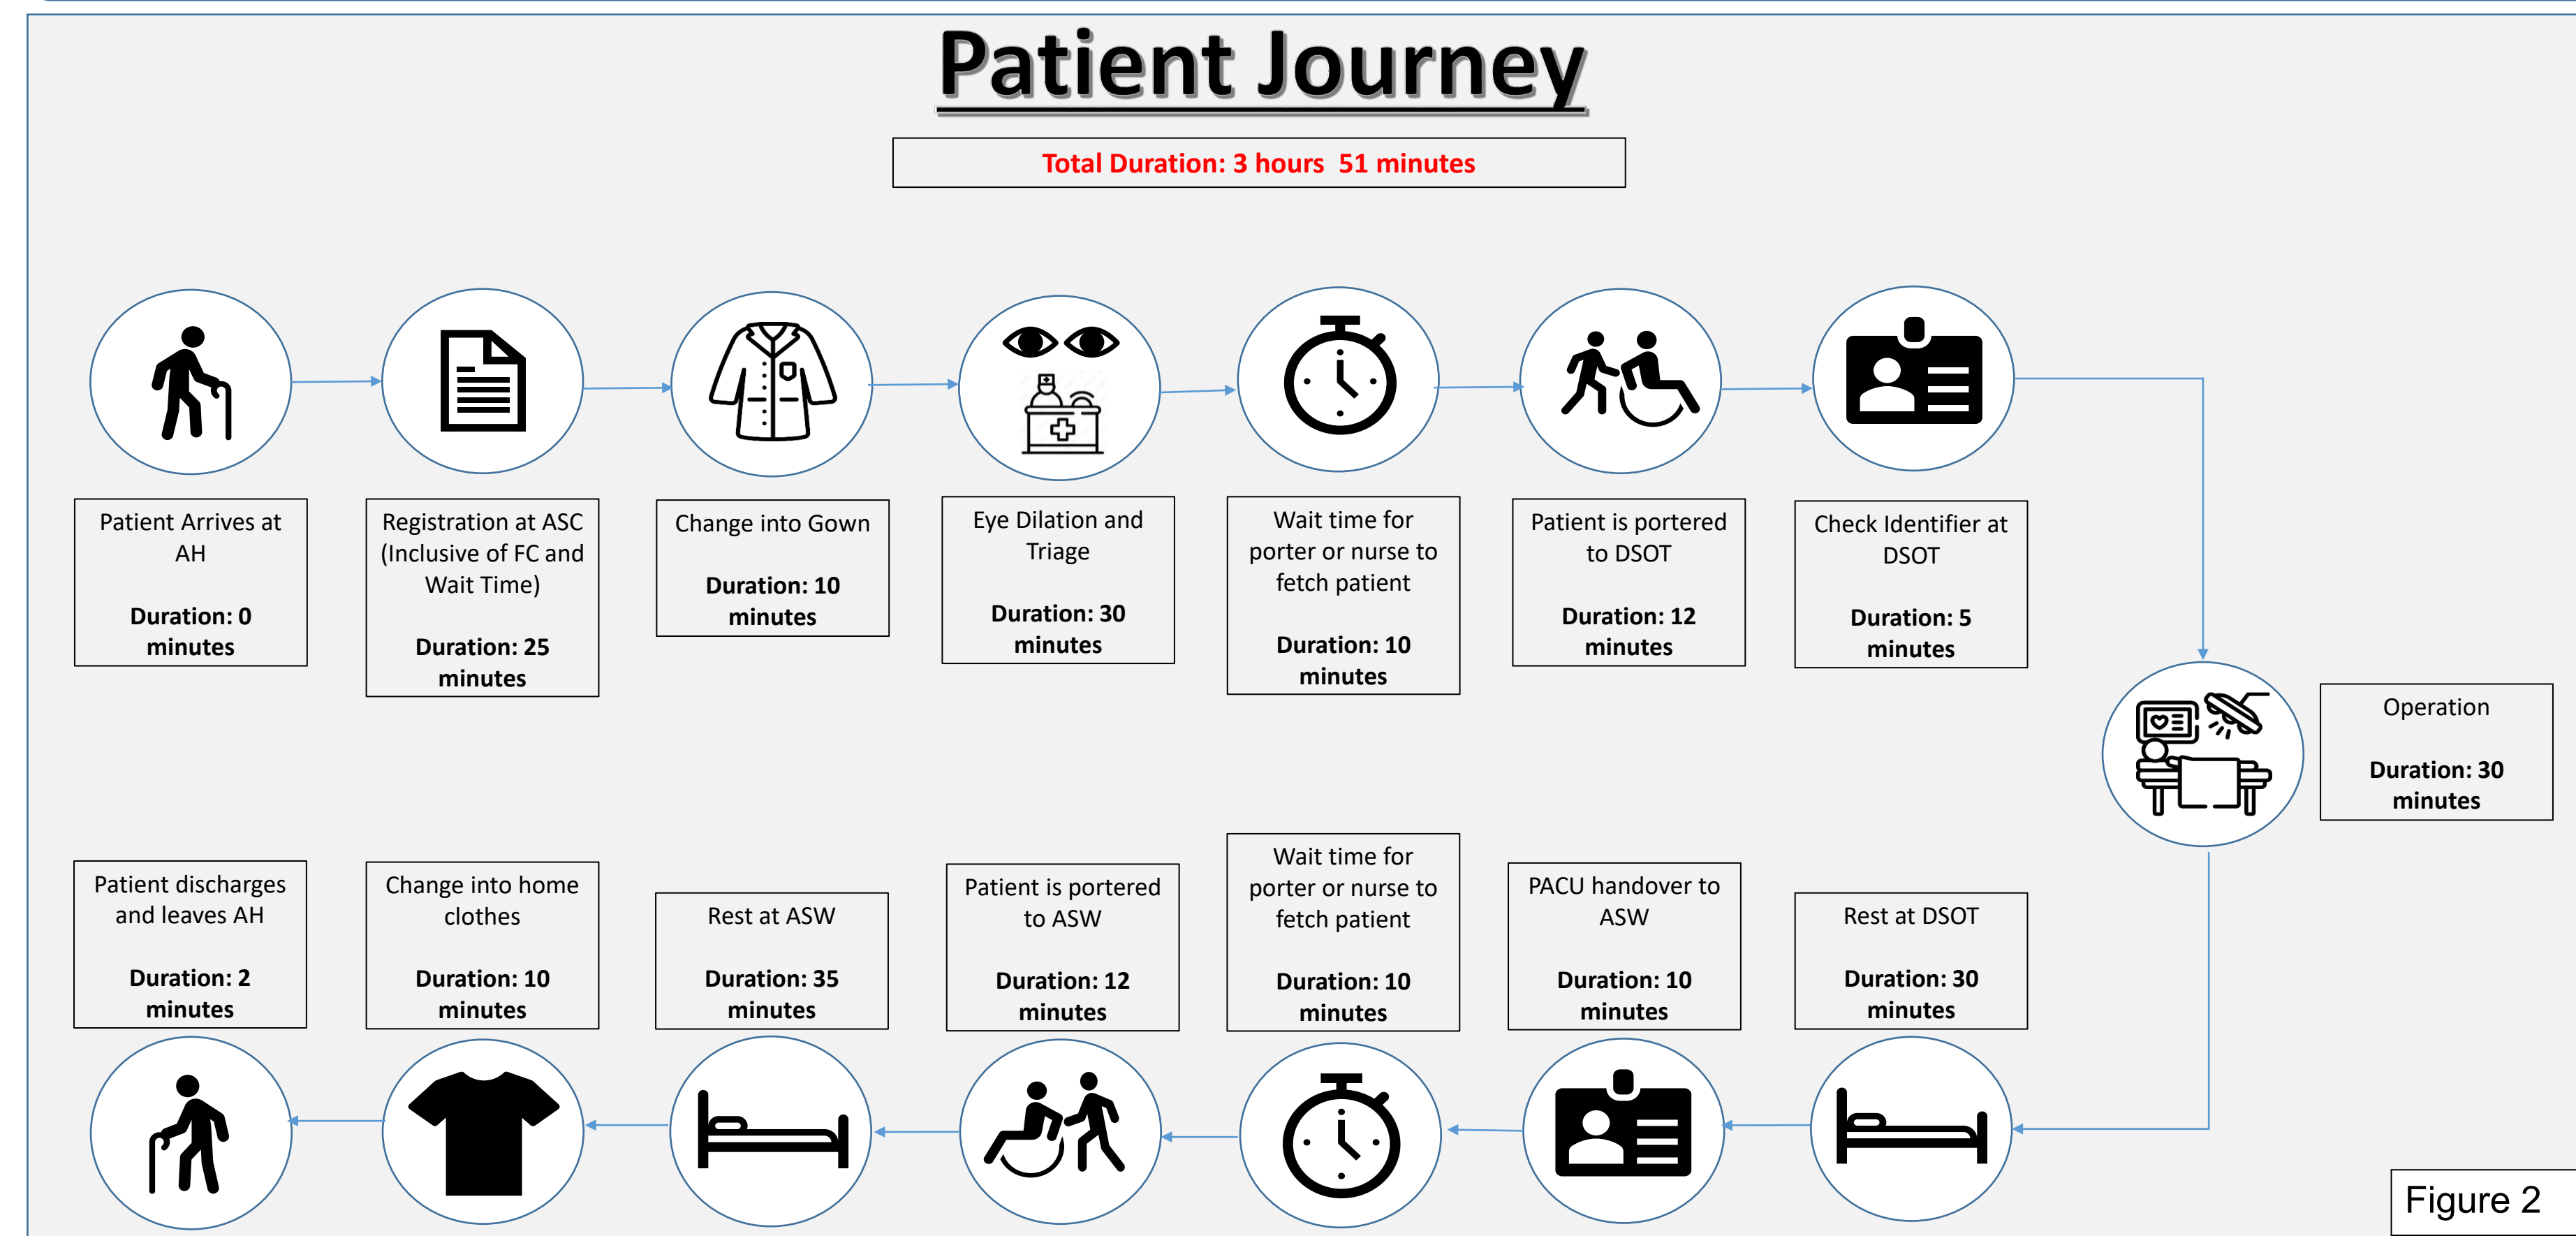 Patient Journey
Total Duration: 3 hours 51 minutes
Patient Arrives at
AH
Duration: 0
minutes
Registration at ASC
(Inclusive of FC and
Wait Time)
Duration: 25
minutes
Change into Gown
Duration: 10
minutes
Eye Dilation and
Triage
Duration: 30
minutes
Wait time for
porter or nurse to
fetch patient
Duration: 10
minutes
Patient is portered
to DSOT
Duration: 12
minutes
Check Identifier at
DSOT
Duration: 5
minutes
Operation
Duration: 30
minutes
Rest at DSOT
Duration: 30
minutes
PACU handover to
ASW
Duration: 10
minutes
Wait time for
porter or nurse to
fetch patient
Duration: 10
minutes
Patient is portered
to ASW
Duration: 12
minutes
Rest at ASW
Duration: 35
minutes
Change into home
clothes
Duration: 10
minutes
Patient discharges
and leaves AH
Duration: 2
minutes
Figure 2